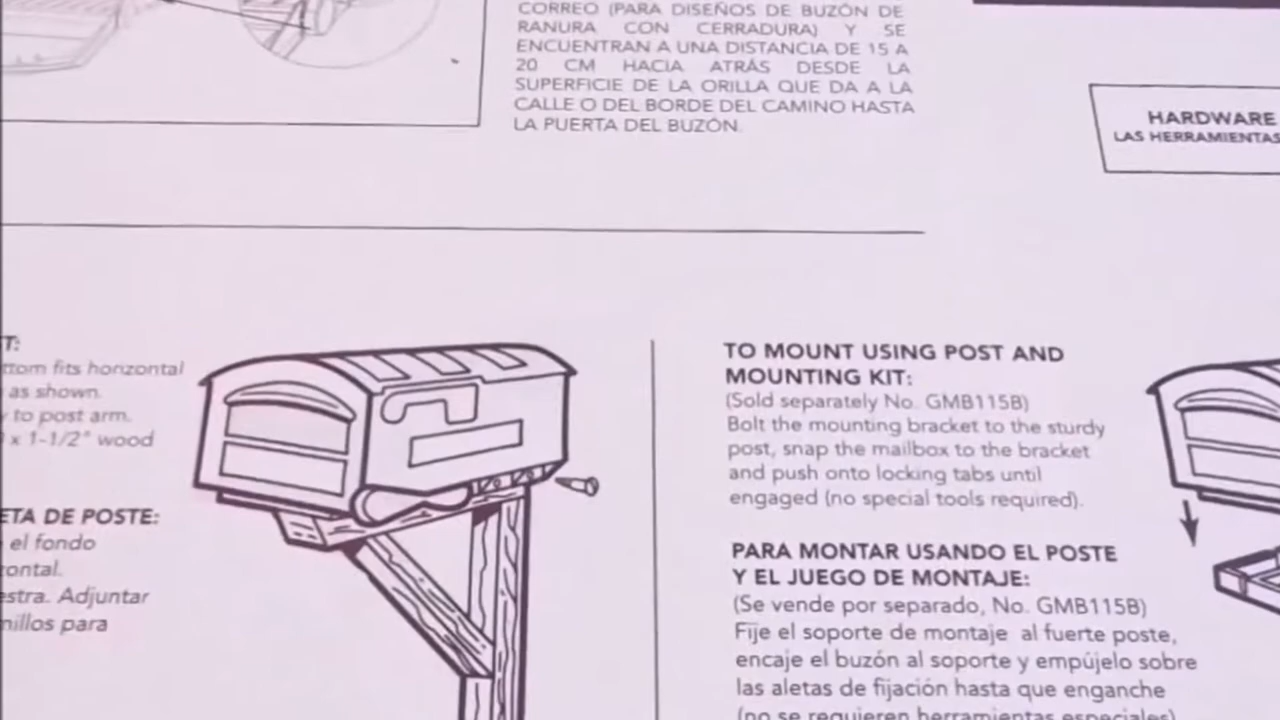 CORREO (PARA DISEÑOS DE BUZÓN DE
RANURA CON CERRADURA) Y SE
ENCUENTRAN A UNA DISTANCIA DE 15 A
20 CM HACIA ATRÁS DESDE LA
SUPERFICIE DE LA ORILLA QUE DA A LA
CALLE O DEL BORDE DEL CAMINO HASTA
LA PUERTA DEL BUZÓN.
HARDWARE
LAS HERRAMIENTAS
T:
ttom fits horizontal
as shown.
to post arm.
x 1-1/2" wood
ETA DE POSTE:
el fondo
zontal.
estra. Adjuntar
nillos para
TO MOUNT USING POST AND
MOUNTING KIT:
(Sold separately No. GMB115B)
Bolt the mounting bracket to the sturdy
post, snap the mailbox to the bracket
and push onto locking tabs until
engaged (no special tools required).
PARA MONTAR USANDO EL POSTE
Y EL JUEGO DE MONTAJE:
(Se vende por separado, No. GMB115B)
Fije el soporte de montaje al fuerte poste,
encaje el buzón al soporte y empújelo sobre
las aletas de fijación hasta que enganche
(no se requieren herramientas especiales)